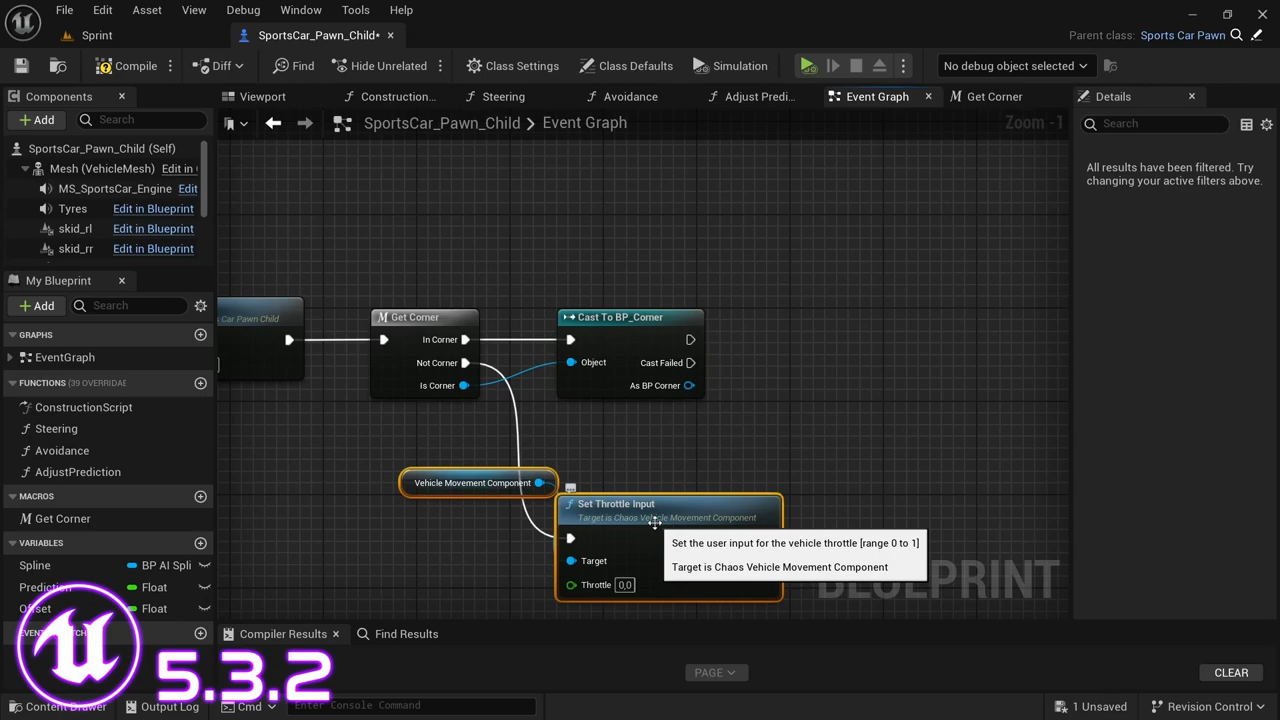 File Edit Asset View Debug Window Tools Help
Sprint
SportsCar_Pawn_Child*
Parent class: Sports Car Pawn
Compile
Diff
Find
Hide Unrelated
Class Settings
Class Defaults
Simulation
No debug object selected
Components
Viewport
Construction...
Steering
Avoidance
Adjust Predi...
Event Graph
Get Corner
Details
Add
Search
SportsCar_Pawn_Child > Event Graph
Zoom -1
Search
SportsCar_Pawn_Child (Self)
Mesh (VehicleMesh) Edit in
MS_SportsCar_Engine Edit
Tyres Edit in Blueprint
skid_rl Edit in Blueprint
skid_rr Edit in Blueprint
All results have been filtered. Try
changing your active filters above.
My Blueprint
Add
Search
GRAPHS
EventGraph
FUNCTIONS (39 OVERRIDAE
ConstructionScript
Steering
Avoidance
AdjustPrediction
MACROS
Get Corner
VARIABLES
Spline BP AI Spli
Prediction Float
Offset Float
s Car Pawn Child
Get Corner
In Corner
Not Corner
Is Corner
Cast To BP_Corner
Object
Cast Failed
As BP Corner
Vehicle Movement Component
Set Throttle Input
Target is Chaos Vehicle Movement Component
Target
Throttle 0,0
Set the user input for the vehicle throttle [range 0 to 1]
Target is Chaos Vehicle Movement Component
BLUEPRINT
Compiler Results
Find Results
PAGE
CLEAR
5.3.2
Content Drawer
Output Log
Cmd
Enter Console Command
1 Unsaved
Revision Control